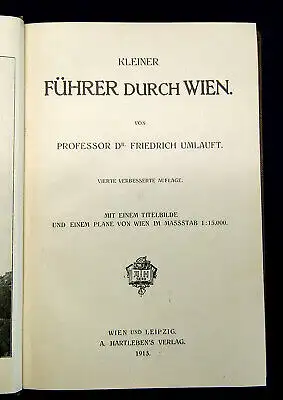 KLEINER
FÜHRER DURCH WIEN.
VON
PROFESSOR DR. FRIEDRICH UMLAUFT.
VIERTE VERBESSERTE AUFLAGE.
MIT EINEM TITELBILDE
UND EINEM PLANE VON WIEN IM MASSSTAB 1:15.000.
WIEN UND LEIPZIG.
A. HARTLEBEN'S VERLAG.
1913.